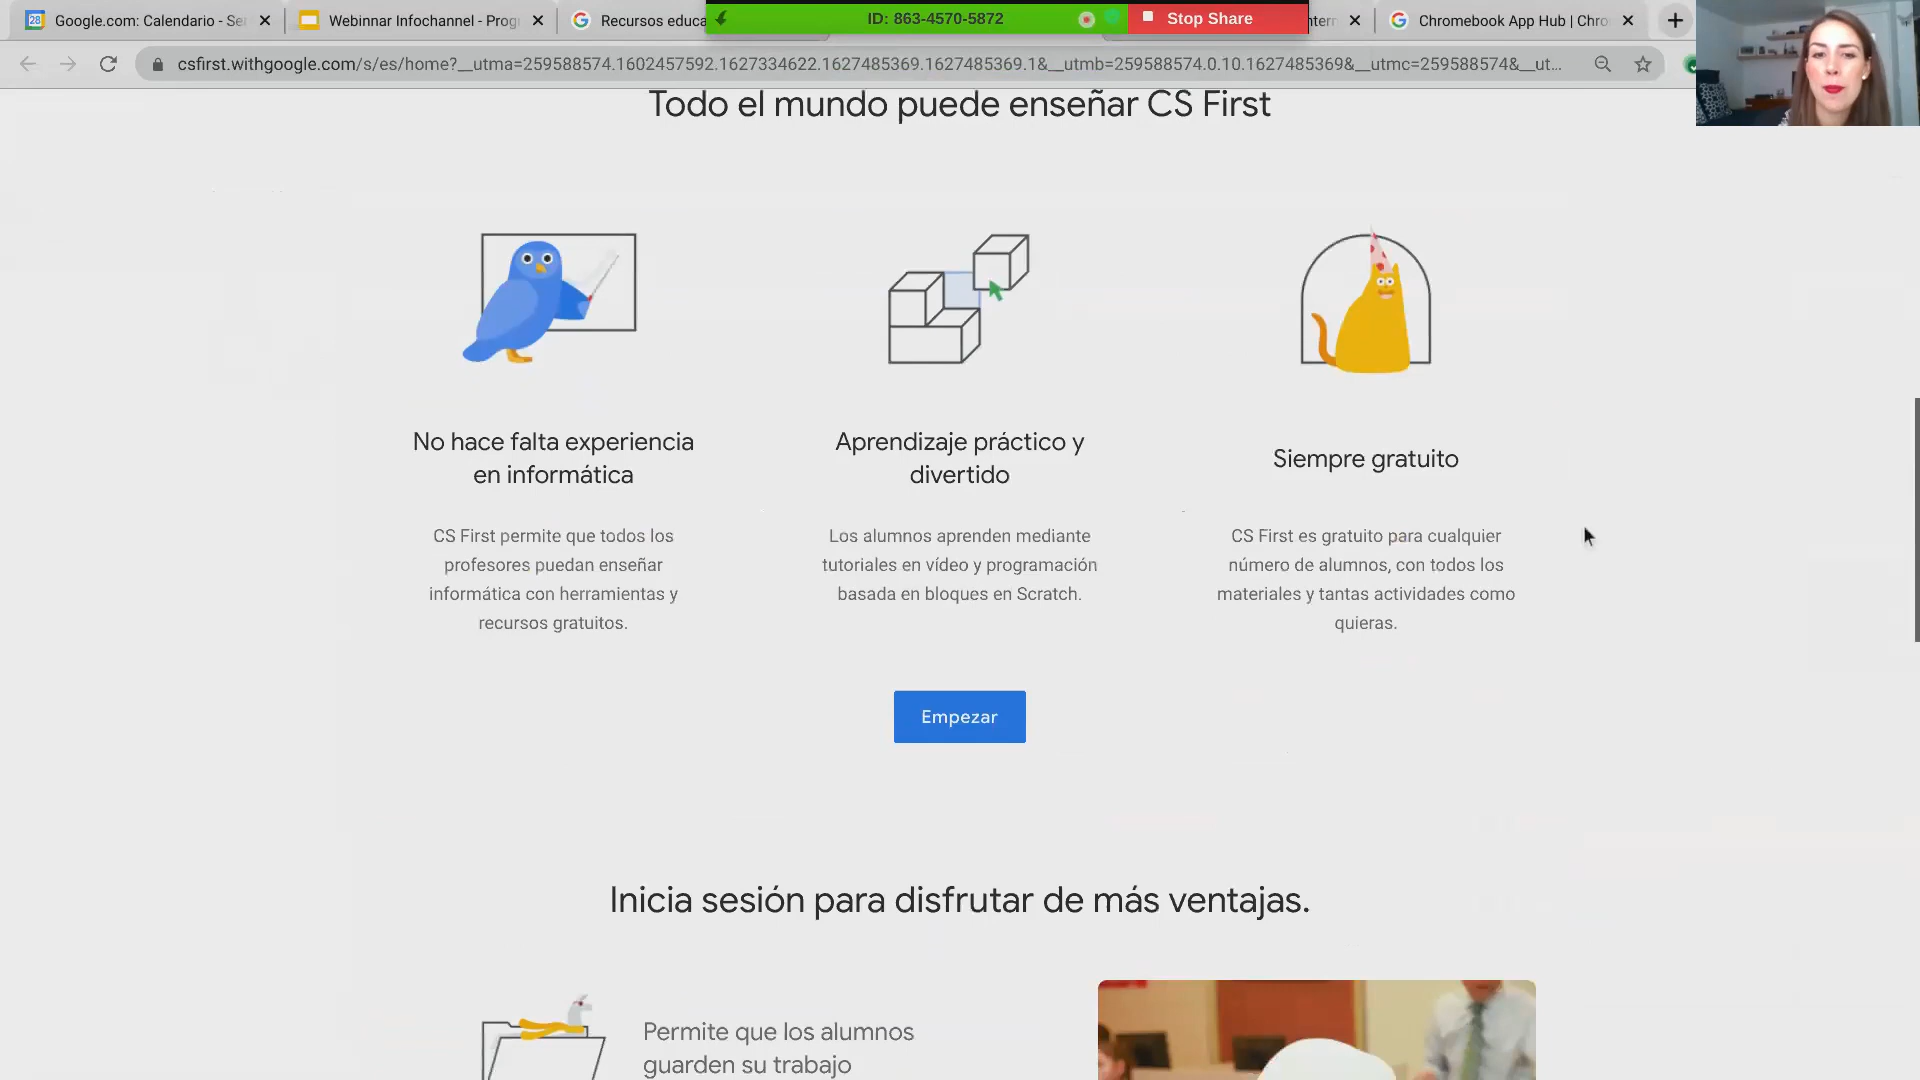 Google.com: Calendario - Se
Webinnar Infochannel - Prog
Recursos educa
ID: 863-4570-5872
Stop Share
Chromebook App Hub | Chro
csfirst.withgoogle.com/s/es/home?__utma=259588574.1602457592.1627334622.1627485369.1627485369.1&__utmb=259588574.0.10.1627485369&__utmc=259588574&__ut...
Todo el mundo puede enseñar CS First
No hace falta experiencia
en informática
CS First permite que todos los
profesores puedan enseñar
informática con herramientas y
recursos gratuitos.
Aprendizaje práctico y
divertido
Los alumnos aprenden mediante
tutoriales en vídeo y programación
basada en bloques en Scratch.
Siempre gratuito
CS First es gratuito para cualquier
número de alumnos, con todos los
materiales y tantas actividades como
quieras.
Empezar
Inicia sesión para disfrutar de más ventajas.
Permite que los alumnos
guarden su trabajo